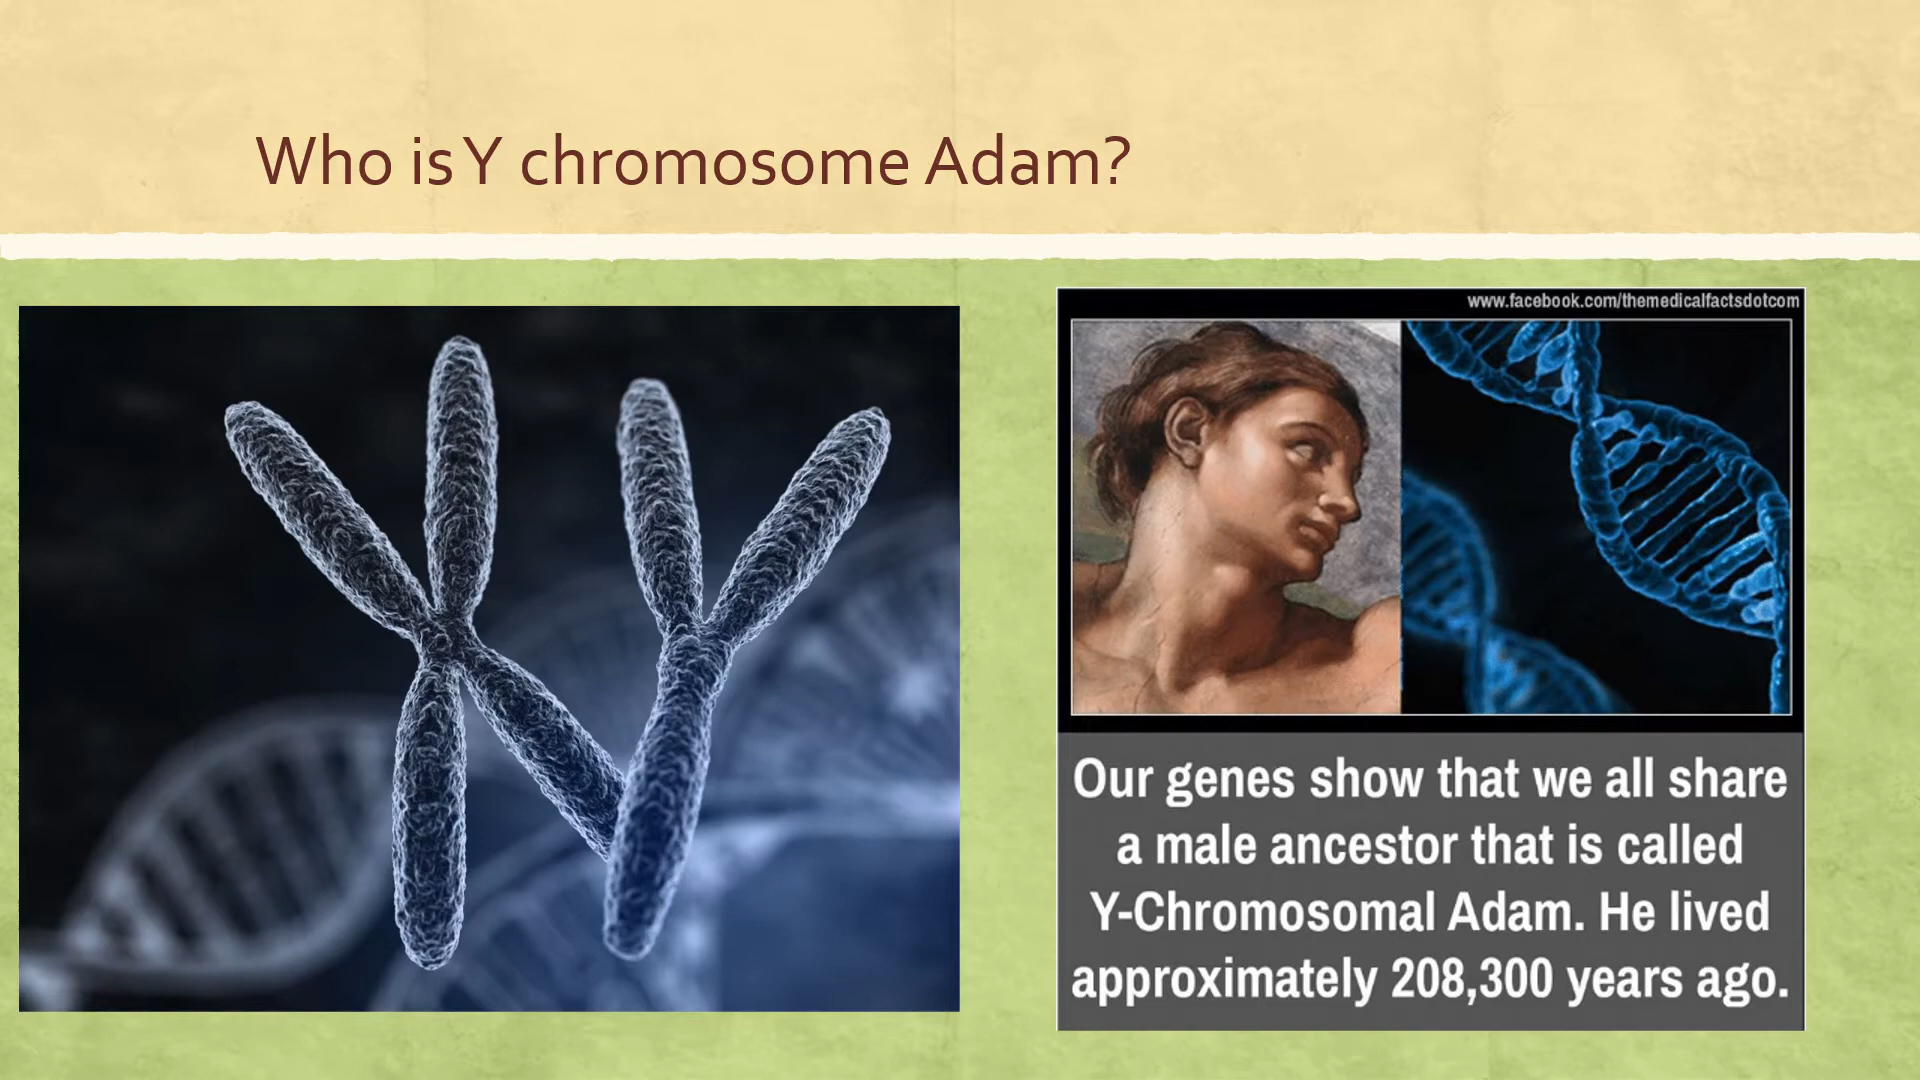 Who is Y chromosome Adam?
www.facebook.com/themedicalfactsdotcom
Our genes show that we all share
a male ancestor that is called
Y-Chromosomal Adam. He lived
approximately 208,300 years ago.